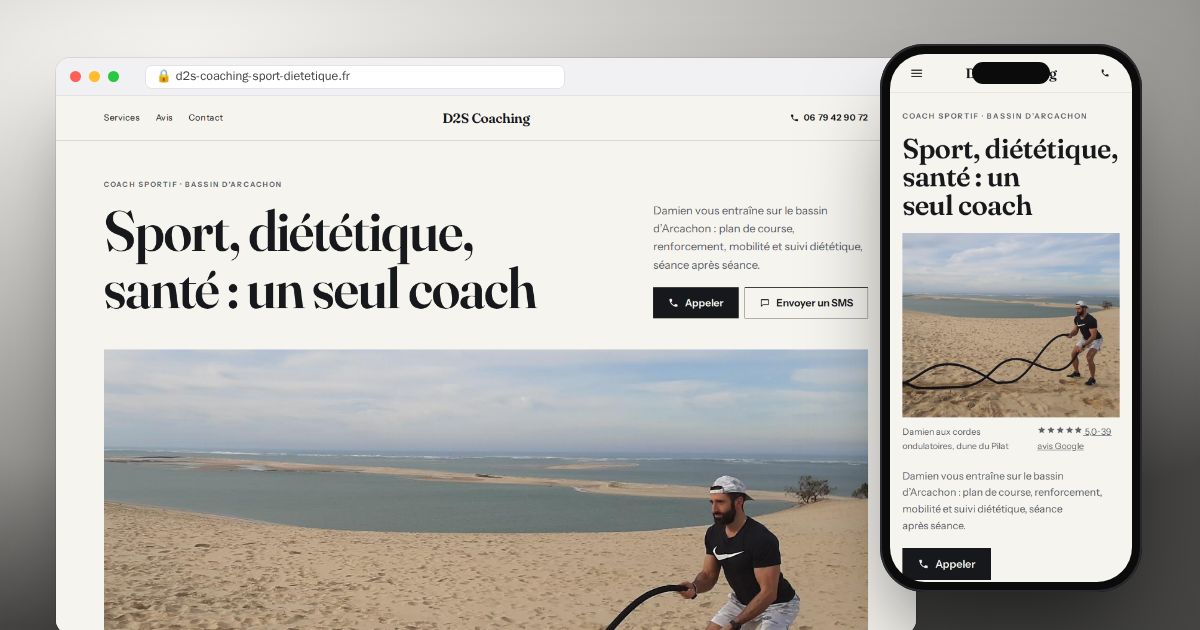 d2s-coaching-sport-dietetique.fr
Services Avis Contact
D2S Coaching
06 79 42 90 72
COACH SPORTIF · BASSIN D'ARCACHON
Sport, diététique,
santé : un seul coach
Damien vous entraîne sur le bassin
d'Arcachon : plan de course,
renforcement, mobilité et suivi diététique,
séance après séance.
Appeler
Envoyer un SMS
COACH SPORTIF · BASSIN D'ARCACHON
Sport, diététique,
santé : un
seul coach
Damien aux cordes
ondulatoires, dune du Pilat
★★★★★ 5,0 · 39
avis Google
Damien vous entraîne sur le bassin
d'Arcachon : plan de course, renforcement,
mobilité et suivi diététique, séance
après séance.
Appeler